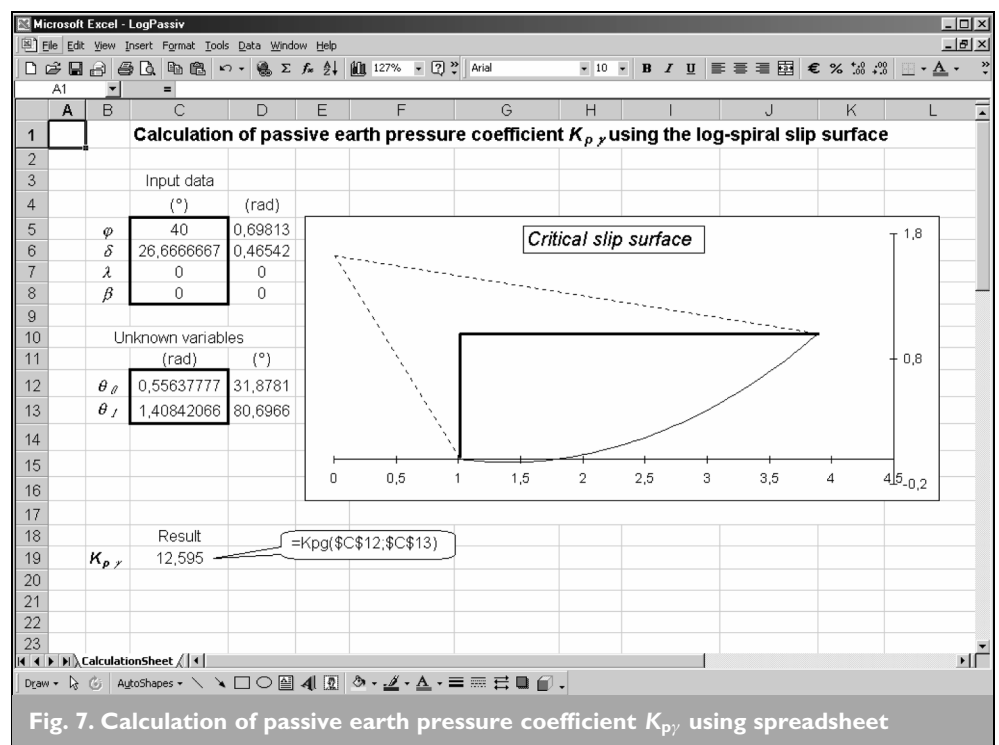 Microsoft Excel - LogPassiv
File Edit View Insert Format Tools Data Window Help
127% Arial 10 B I U € %
A1 =
A B C D E F G H I J K L
1 Calculation of passive earth pressure coefficient K p γ using the log-spiral slip surface
2
3 Input data
4 (°) (rad)
5 φ 40 0,69813
6 δ 26,6666667 0,46542
7 λ 0 0
8 β 0 0
9
10 Unknown variables
11 (rad) (°)
12 θ 0 0,55637777 31,8781
13 θ 1 1,40842066 80,6966
14
15
16
17
18 Result
19 K p γ 12,595
20
21
22
23
=Kpg($C$12;$C$13)
Critical slip surface
1,8
0,8
-0,2
0 0,5 1 1,5 2 2,5 3 3,5 4 4,5
CalculationSheet
Draw AutoShapes
Fig. 7. Calculation of passive earth pressure coefficient Kpγ using spreadsheet